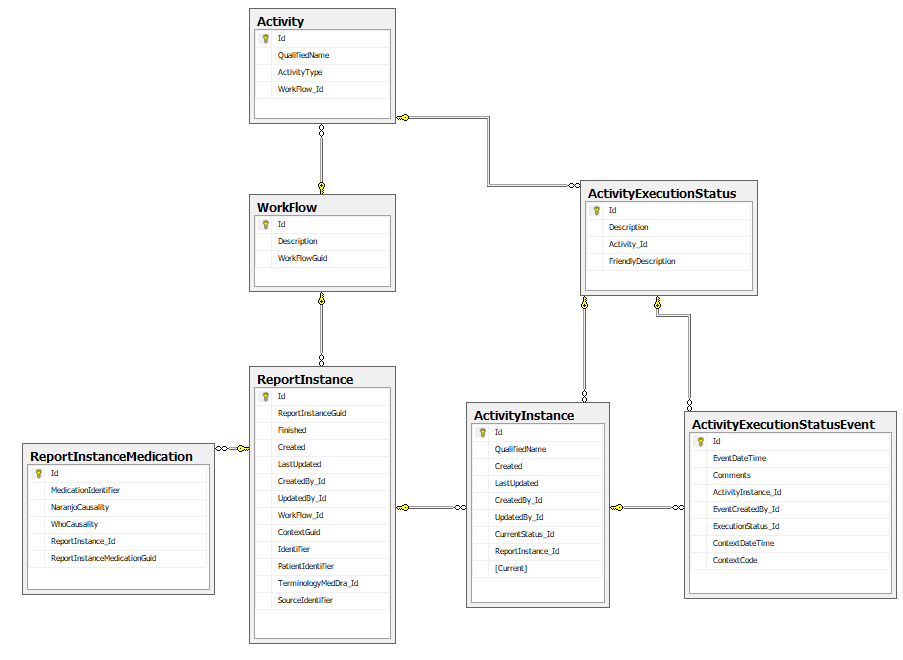 Activity
Id
QualifiedName
ActivityType
WorkFlow_Id
ActivityExecutionStatus
Id
Description
Activity_Id
FriendlyDescription
WorkFlow
Id
Description
WorkFlowGuid
ReportInstance
Id
ReportInstanceGuid
Finished
Created
LastUpdated
CreatedBy_Id
UpdatedBy_Id
WorkFlow_Id
ContextGuid
Identifier
PatientIdentifier
TerminologyMedDra_Id
SourceIdentifier
ActivityInstance
Id
QualifiedName
Created
LastUpdated
CreatedBy_Id
UpdatedBy_Id
CurrentStatus_Id
ReportInstance_Id
[Current]
ActivityExecutionStatusEvent
Id
EventDateTime
Comments
ActivityInstance_Id
EventCreatedBy_Id
ExecutionStatus_Id
ContextDateTime
ContextCode
ReportInstanceMedication
Id
MedicationIdentifier
NaranjoCausality
WhoCausality
ReportInstance_Id
ReportInstanceMedicationGuid